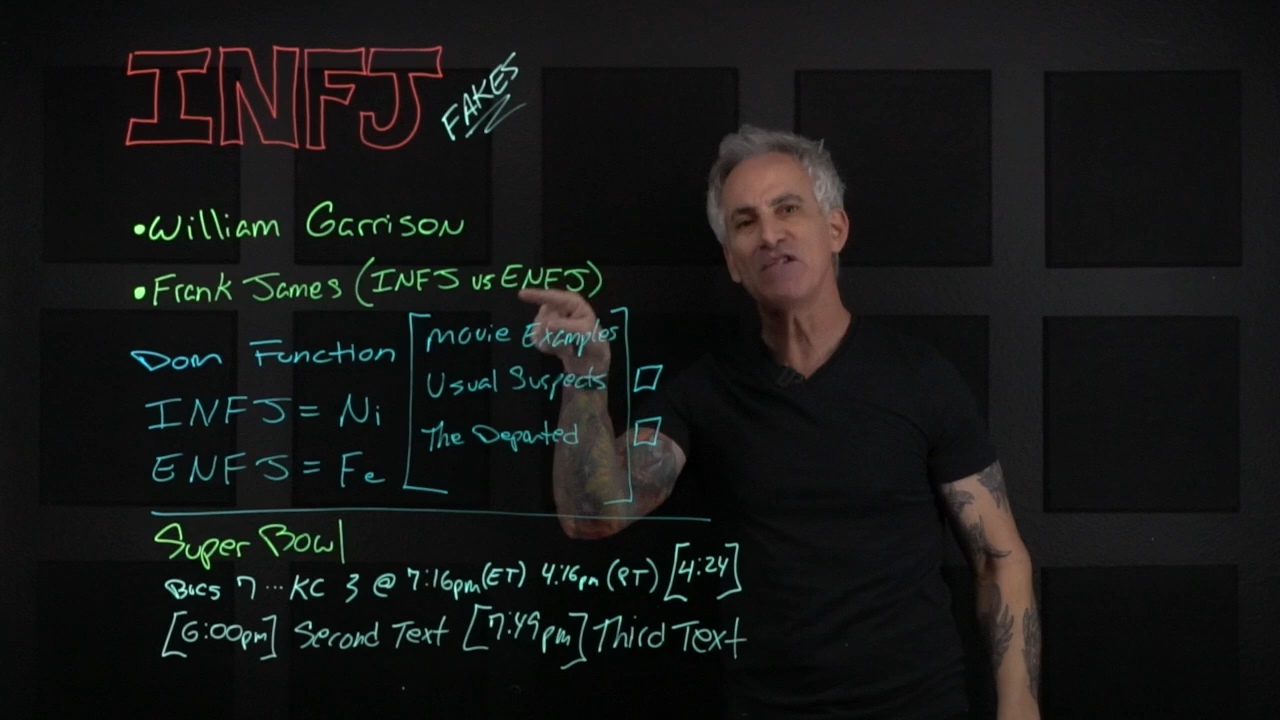 INFJ FAKES
• William Garrison
• Frank James (INFJ vs ENFJ)
Dom Function
INFJ = Ni
ENFJ = Fe
[Movie Examples]
Usual Suspects
The Departed
Super Bowl
Bucs 7 ... KC 3 @ 7:16pm (ET) 4:16pm (PT) [4:24]
[6:00pm] Second Text [7:49pm] Third Text